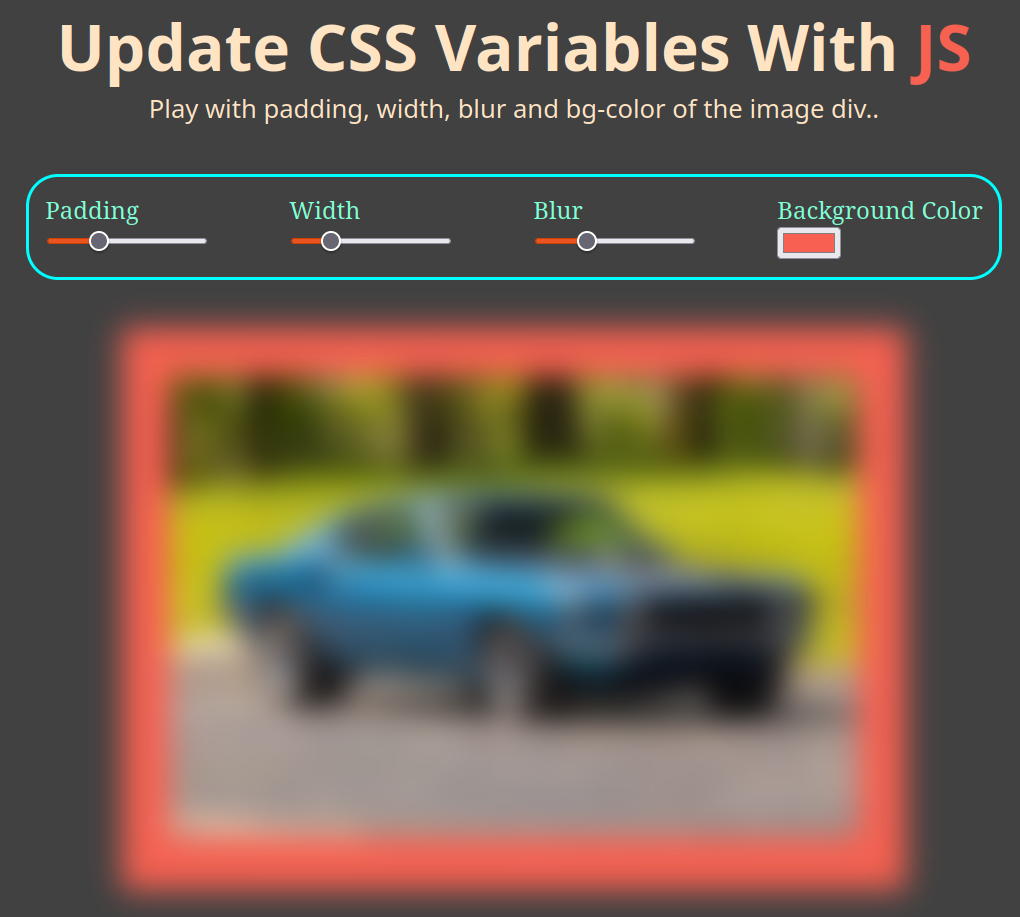 Update CSS Variables With JS
Play with padding, width, blur and bg-color of the image div..
Padding Width Blur Background Color